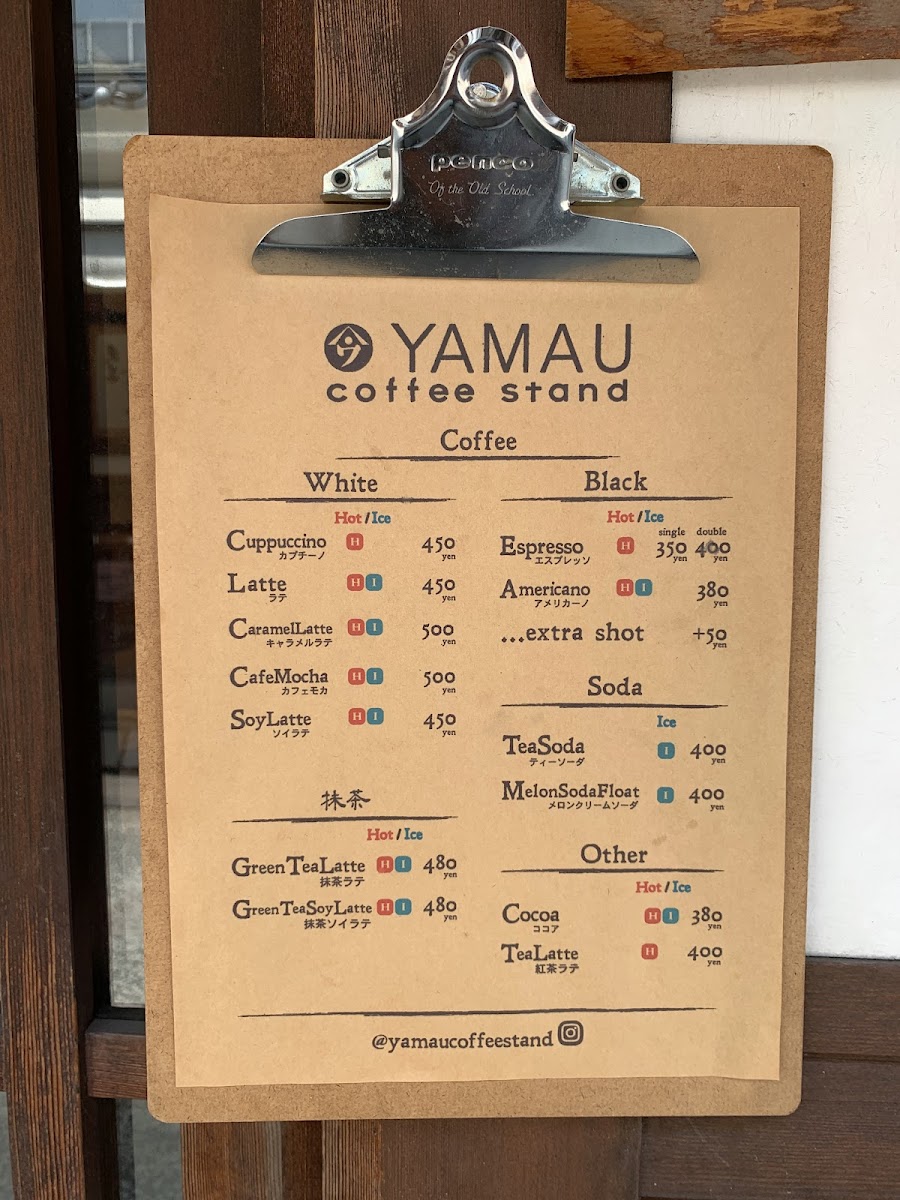 penco
Of the Old School
YAMAU
coffee stand
Coffee
White
Hot/Ice
Cuppuccino H 450 yen
カプチーノ
Latte H I 450 yen
ラテ
CaramelLatte H I 500 yen
キャラメルラテ
CafeMocha H I 500 yen
カフェモカ
SoyLatte H I 450 yen
ソイラテ
抹茶
Hot/Ice
GreenTeaLatte H I 480 yen
抹茶ラテ
GreenTeaSoyLatte H I 480 yen
抹茶ソイラテ
Black
Hot/Ice
single double
Espresso H 350 yen 400 yen
エスプレッソ
Americano H I 380 yen
アメリカーノ
...extra shot +50 yen
Soda
Ice
TeaSoda I 400 yen
ティーソーダ
MelonSodaFloat I 400 yen
メロンクリームソーダ
Other
Hot/Ice
Cocoa H I 380 yen
ココア
TeaLatte H 400 yen
紅茶ラテ
@yamaucoffeestand